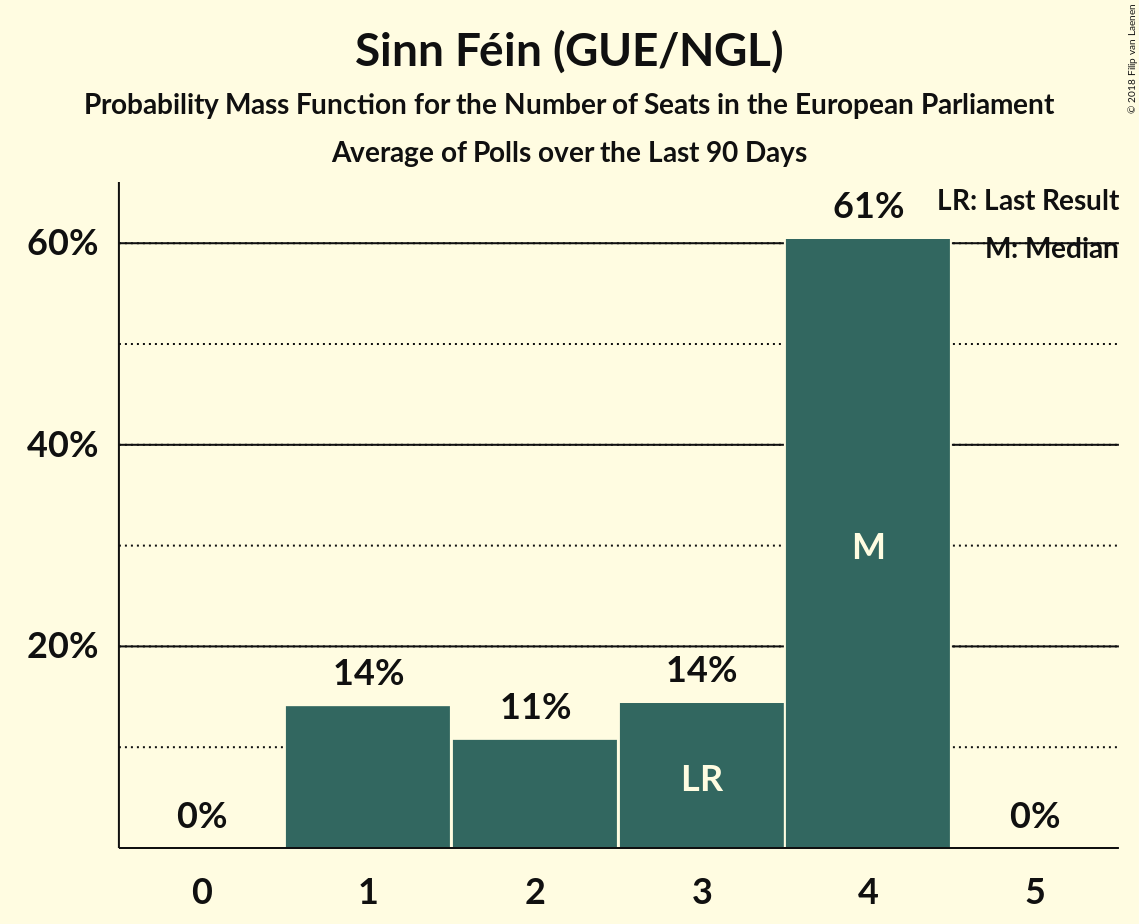 Sinn Féin (GUE/NGL)
Probability Mass Function for the Number of Seats in the European Parliament
Average of Polls over the Last 90 Days
© 2018 Filip van Laenen
LR: Last Result
M: Median
60%
40%
20%
0%
14%
11%
14%
61%
0%
LR
M
0
1
2
3
4
5